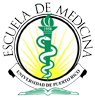 ESCUELA DE MEDICINA
UNIVERSIDAD DE PUERTO RICO